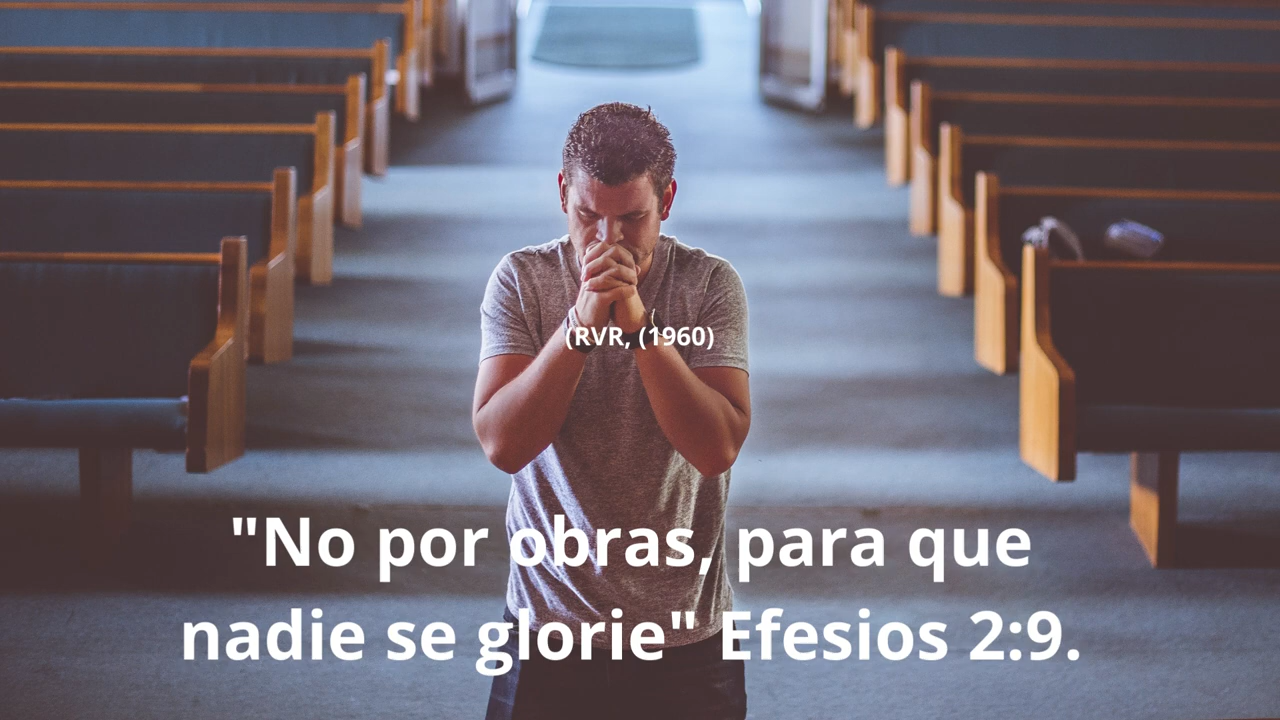 (RVR, (1960)
"No por obras, para que
nadie se glorie" Efesios 2:9.